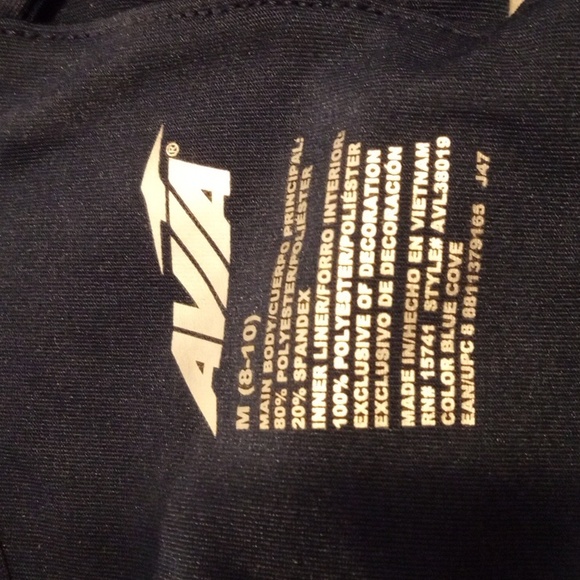 AVIA®
M (8-10)
MAIN BODY/CUERPO PRINCIPAL:
80% POLYESTER/POLIÉSTER
20% SPANDEX
INNER LINER/FORRO INTERIOR:
100% POLYESTER/POLIÉSTER
EXCLUSIVE OF DECORATION
EXCLUSIVO DE DECORACIÓN
MADE IN/HECHO EN VIETNAM
RN# 15741 STYLE# AVL38019
COLOR BLUE COVE
EAN/UPC 8 8811379165 J47